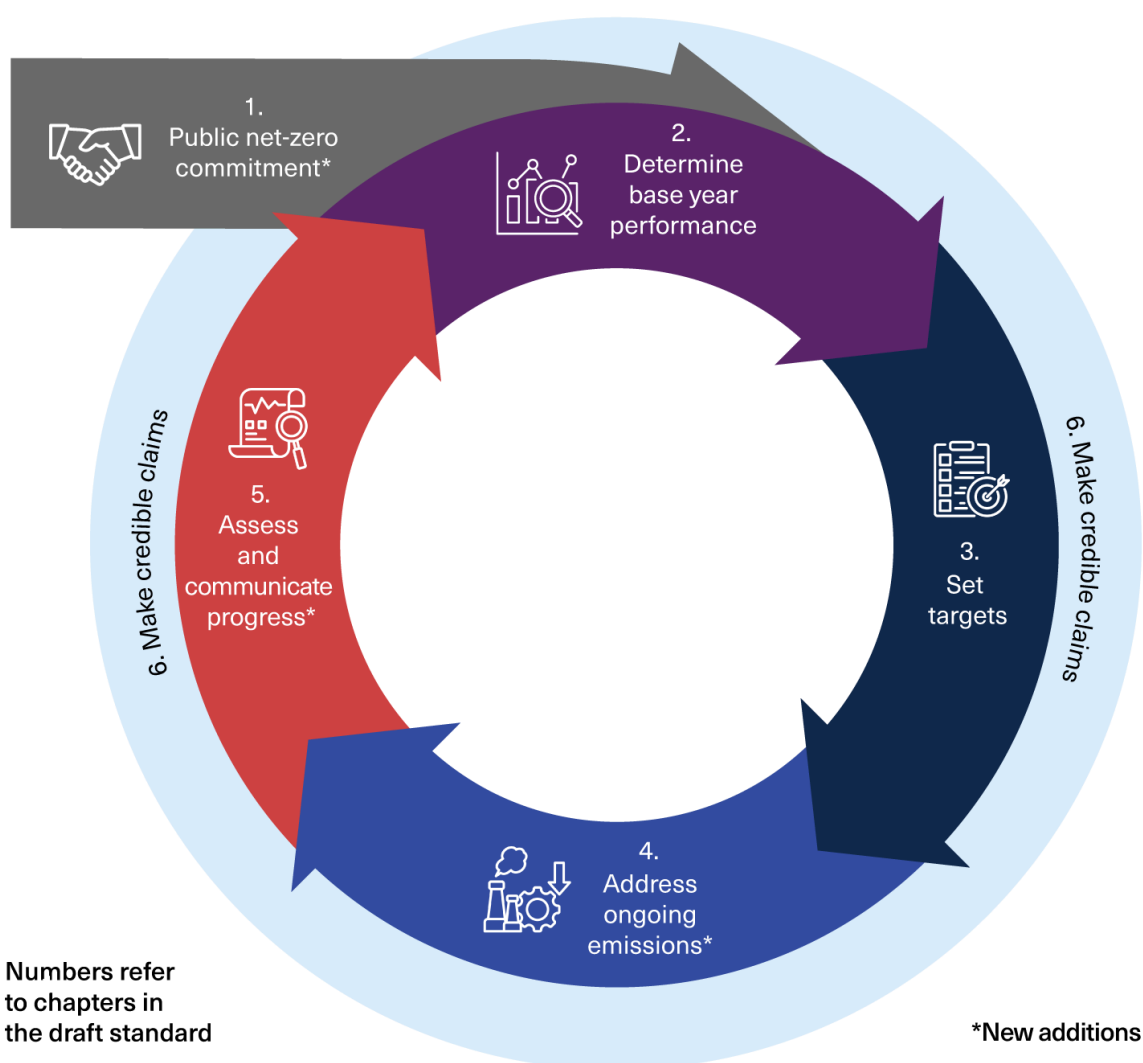 1.
Public net-zero
commitment*
2.
Determine
base year
performance
3.
Set
targets
4.
Address
ongoing
emissions*
5.
Assess
and
communicate
progress*
6. Make credible claims
6. Make credible claims
Numbers refer
to chapters in
the draft standard
*New additions